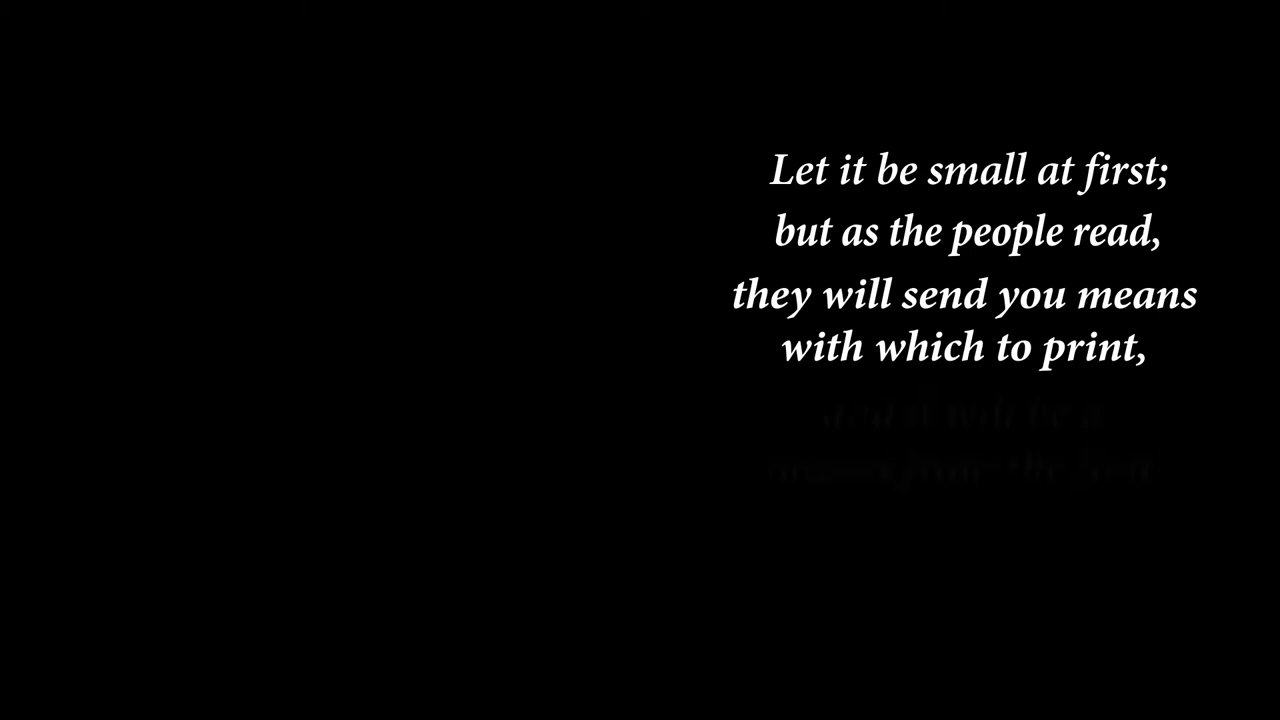 Let it be small at first;
but as the people read,
they will send you means
with which to print,